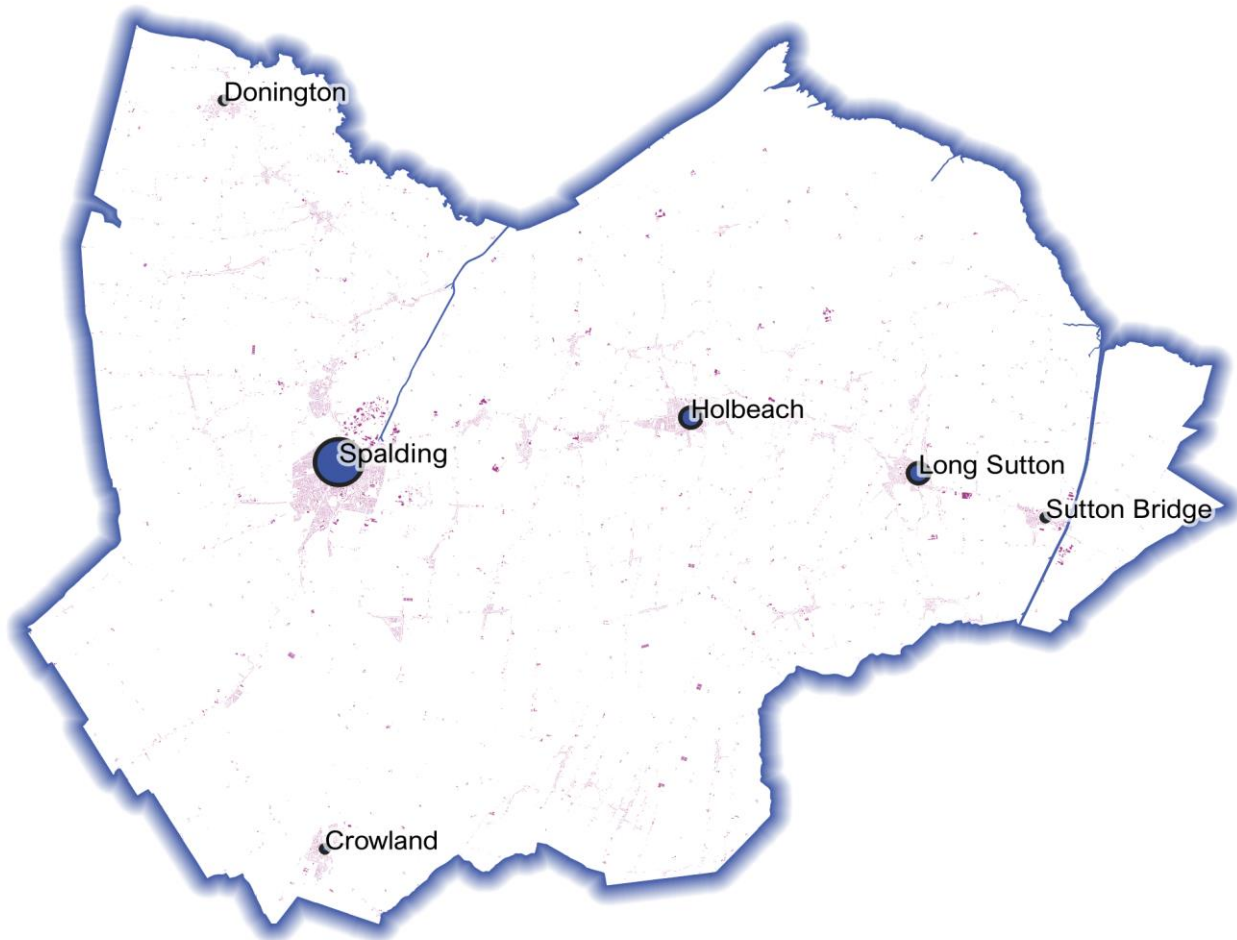 Donington
Holbeach
Spalding
Long Sutton
Sutton Bridge
Crowland